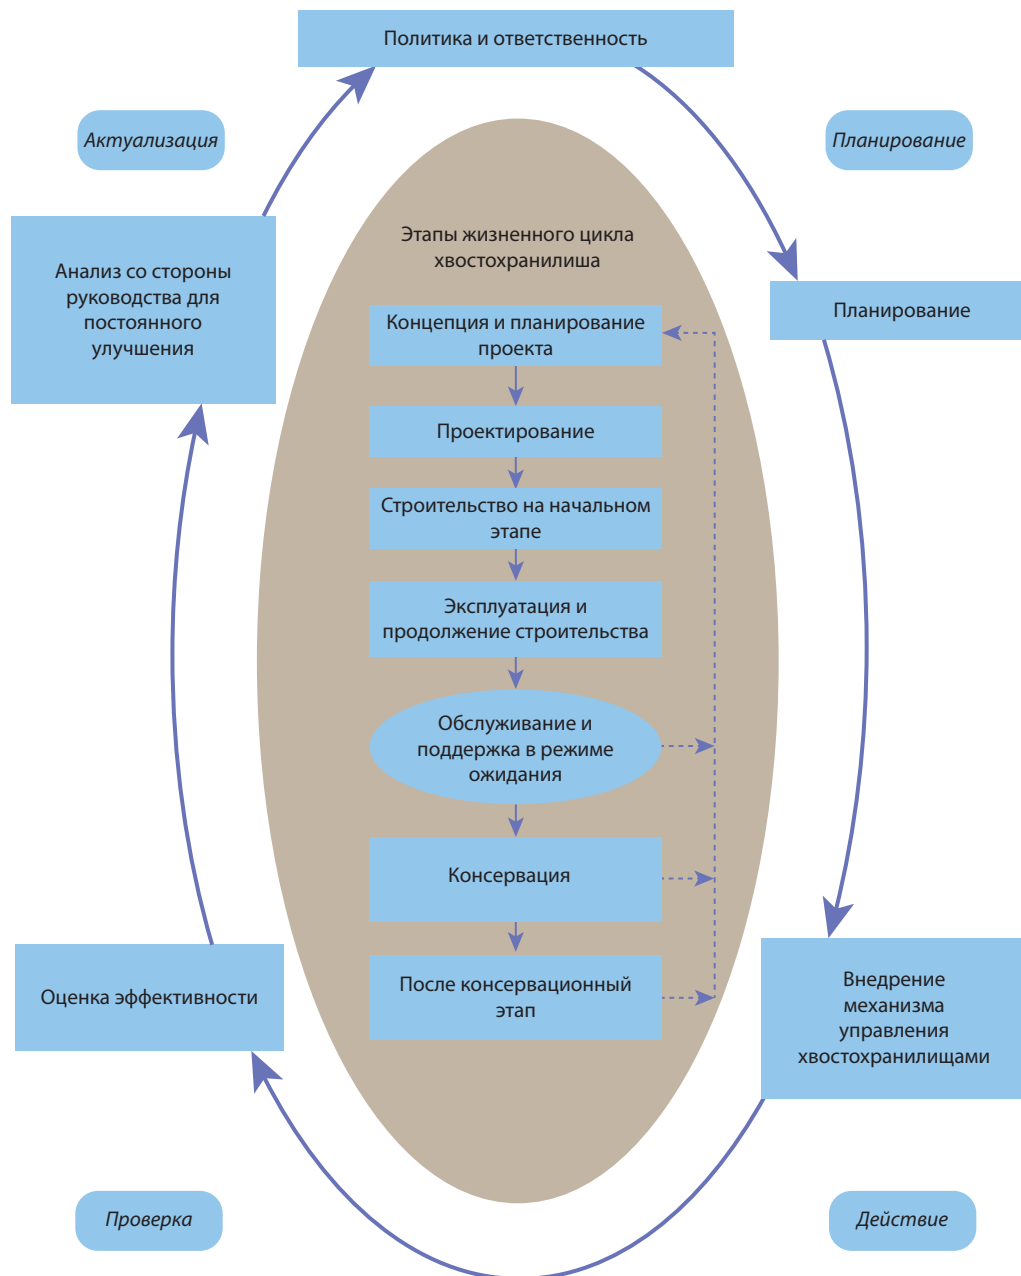 Политика и ответственность
Актуализация
Планирование
Анализ со стороны
руководства для
постоянного
улучшения
Этапы жизненного цикла
хвостохранилиша
Планирование
Концепция и планирование
проекта
Проектирование
Строительство на начальном
этапе
Эксплуатация и
продолжение строительства
Обслуживание и
поддержка в режиме
ожидания
Консервация
После консервационный
этап
Оценка эффективности
Внедрение
механизма
управления
хвостохранилищами
Проверка
Действие